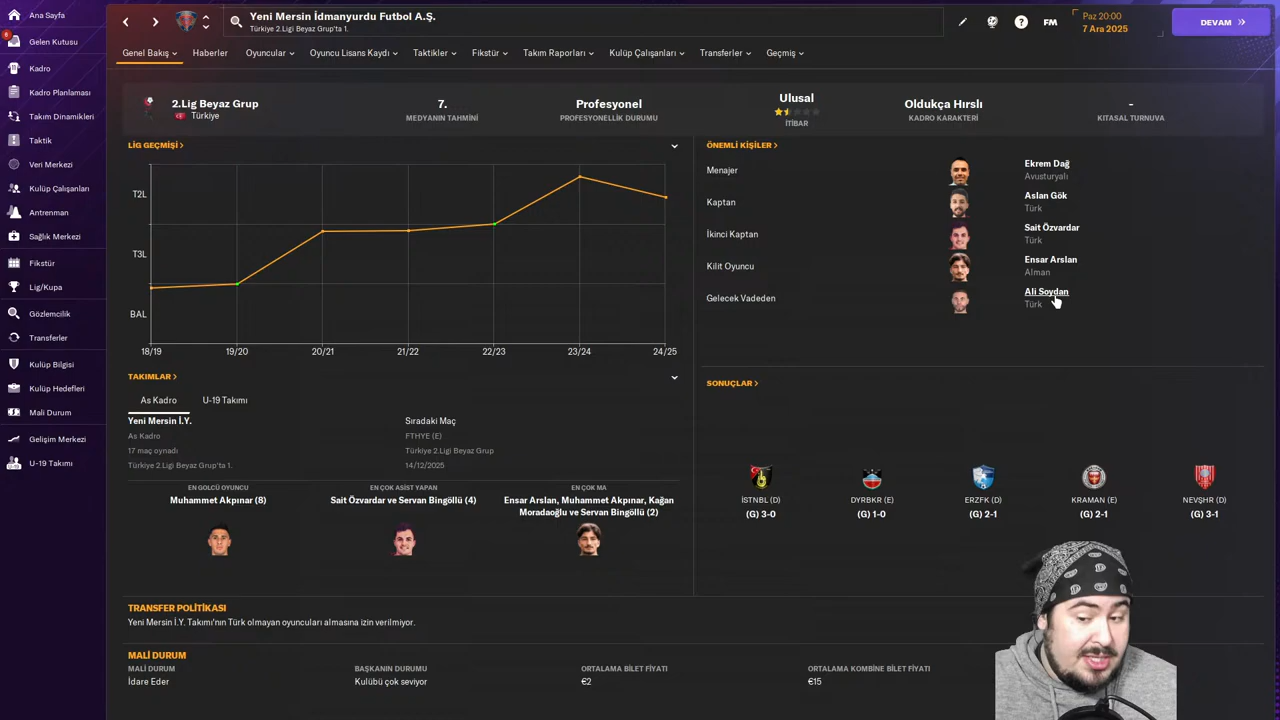 Ana Sayfa
6
Gelen Kutusu
Kadro
Kadro Planlaması
Takım Dinamikleri
Taktik
Veri Merkezi
Kulüp Çalışanları
Antrenman
Sağlık Merkezi
Fikstür
Lig/Kupa
Gözlemcilik
Transferler
Kulüp Bilgisi
Kulüp Hedefleri
Mali Durum
Gelişim Merkezi
U-19 Takımı
Yeni Mersin İdmanyurdu Futbol A.Ş.
Türkiye 2.Ligi Beyaz Grup'ta 1.
FM
Paz 20:00
7 Ara 2025
DEVAM
Genel Bakış
Haberler
Oyuncular
Oyuncu Lisans Kaydı
Taktikler
Fikstür
Takım Raporları
Kulüp Çalışanları
Transferler
Geçmiş
2.Lig Beyaz Grup
Türkiye
7.
MEDYANIN TAHMİNİ
Profesyonel
PROFESYONELLİK DURUMU
Ulusal
İTİBAR
Oldukça Hırslı
KADRO KARAKTERİ
-
KITASAL TURNUVA
LİG GEÇMİŞİ >
T2L
T3L
BAL
18/19
19/20
20/21
21/22
22/23
23/24
24/25
ÖNEMLİ KİŞİLER >
Menajer
Ekrem Dağ
Avusturyalı
Kaptan
Aslan Gök
Türk
İkinci Kaptan
Sait Özvardar
Türk
Kilit Oyuncu
Ensar Arslan
Alman
Gelecek Vadeden
Ali Soydan
Türk
TAKIMLAR >
As Kadro
U-19 Takımı
Yeni Mersin İ.Y.
As Kadro
17 maç oynadı
Türkiye 2.Ligi Beyaz Grup'ta 1.
Sıradaki Maç
FTHYE (E)
Türkiye 2.Ligi Beyaz Grup
14/12/2025
EN GOLCÜ OYUNCU
Muhammet Akpınar (8)
EN ÇOK ASİST YAPAN
Sait Özvardar ve Servan Bingöllü (4)
EN ÇOK MA
Ensar Arslan, Muhammet Akpınar, Kağan
Moradaoğlu ve Servan Bingöllü (2)
SONUÇLAR >
İSTNBL (D)
(G) 3-0
DYRBKR (E)
(G) 1-0
ERZFK (D)
(G) 2-1
KRAMAN (E)
(G) 2-1
NEVŞHR (D)
(G) 3-1
TRANSFER POLİTİKASI
Yeni Mersin İ.Y. Takımı'nın Türk olmayan oyuncuları almasına izin verilmiyor.
MALİ DURUM
MALİ DURUM
İdare Eder
BAŞKANIN DURUMU
Kulübü çok seviyor
ORTALAMA BİLET FİYATI
€2
ORTALAMA KOMBİNE BİLET FİYATI
€15